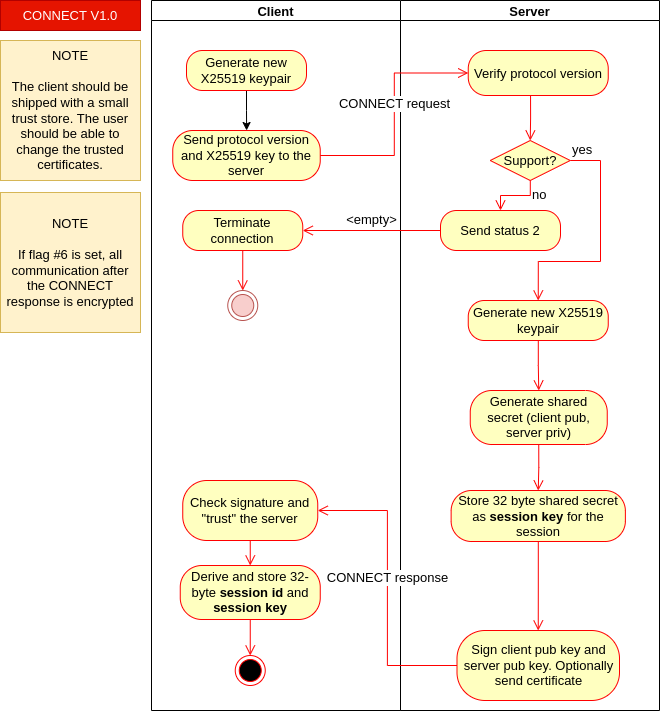 CONNECT V1.0
NOTE
The client should be
shipped with a small
trust store. The user
should be able to
change the trusted
certificates.
NOTE
If flag #6 is set, all
communication after
the CONNECT
response is encrypted
Client
Server
Generate new
X25519 keypair
Send protocol version
and X25519 key to the
server
CONNECT request
Verify protocol version
Support?
yes
no
Send status 2
<empty>
Terminate
connection
Generate new X25519
keypair
Generate shared
secret (client pub,
server priv)
Store 32 byte shared secret
as session key for the
session
Sign client pub key and
server pub key. Optionally
send certificate
CONNECT response
Check signature and
"trust" the server
Derive and store 32-
byte session id and
session key